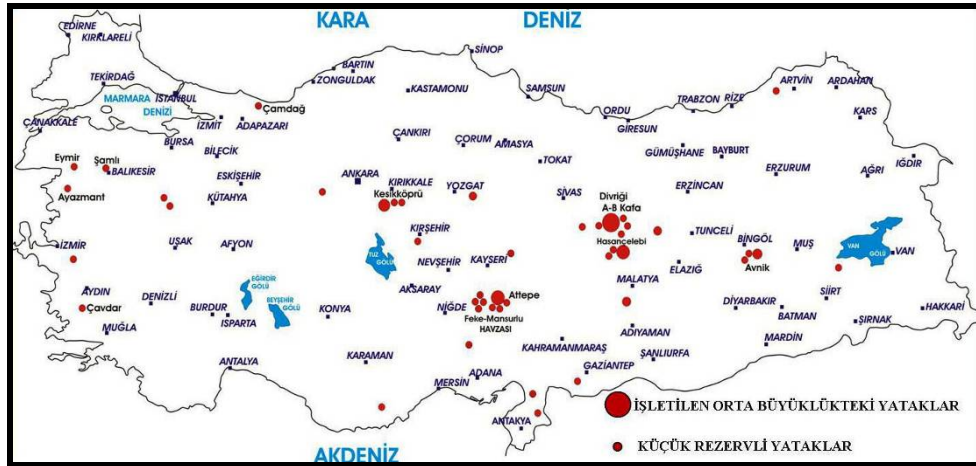 KARA DENİZ
EDİRNE
KIRKLARELİ
SİNOP
BARTIN
ZONGULDAK
TEKİRDAĞ
KASTAMONU
SAMSUN
ARTVİN
ARDAHAN
MARMARA
DENİZİ
İSTANBUL
Çamdağ
ORDU
TRABZON
RİZE
GİRESUN
KARS
ÇANAKKALE
İZMİT
ADAPAZARI
BURSA
BİLECİK
ÇANKIRI
ÇORUM
AMASYA
TOKAT
GÜMÜŞHANE
BAYBURT
ERZURUM
AĞRI
IĞDIR
Eymir
Şamlı
BALIKESİR
Ayazmant
ESKİŞEHİR
KÜTAHYA
ANKARA
KIRIKKALE
Kesikköprü
YOZGAT
SİVAS
Divriği
A-B Kafa
ERZİNCAN
Hasançelebi
İZMİR
UŞAK
AFYON
KIRŞEHİR
TUZ
GÖLÜ
NEVŞEHİR
KAYSERİ
TUNCELİ
BİNGÖL
Avnik
MUŞ
VAN
GÖLÜ
VAN
ELAZIĞ
MALATYA
AYDIN
Çavdar
DENİZLİ
EĞİRDİR
GÖLÜ
BEYŞEHİR
GÖLÜ
BURDUR
ISPARTA
KONYA
AKSARAY
NİĞDE
Attepe
Feke-Mansurlu
HAVZASI
DİYARBAKIR
SİİRT
BATMAN
ŞIRNAK
HAKKARİ
MUĞLA
ADIYAMAN
MARDİN
KAHRAMANMARAŞ
ŞANLIURFA
ANTALYA
KARAMAN
MERSİN
ADANA
GAZİANTEP
ANTAKYA
İŞLETİLEN ORTA BÜYÜKLÜKTEKİ YATAKLAR
KÜÇÜK REZERVLİ YATAKLAR
AKDENİZ